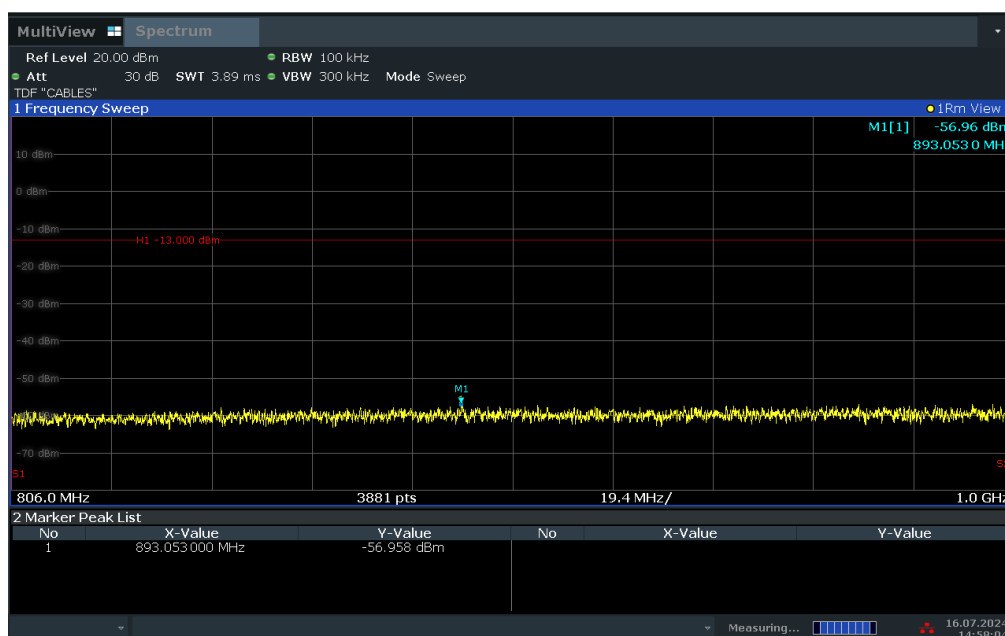 MultiView Spectrum
Ref Level 20.00 dBm RBW 100 kHz
Att 30 dB SWT 3.89 ms VBW 300 kHz Mode Sweep
TDF "CABLES"
1 Frequency Sweep 1Rm View
M1[1] -56.96 dBm
893.0530 MH
10 dBm
0 dBm
-10 dBm
H1 -13.000 dBm
-20 dBm
-30 dBm
-40 dBm
-50 dBm
M1
-70 dBm
S1
806.0 MHz 3881 pts 19.4 MHz/ 1.0 GHz
2 Marker Peak List
No X-Value Y-Value No X-Value Y-Value
1 893.053000 MHz -56.958 dBm
Measuring... 16.07.2024